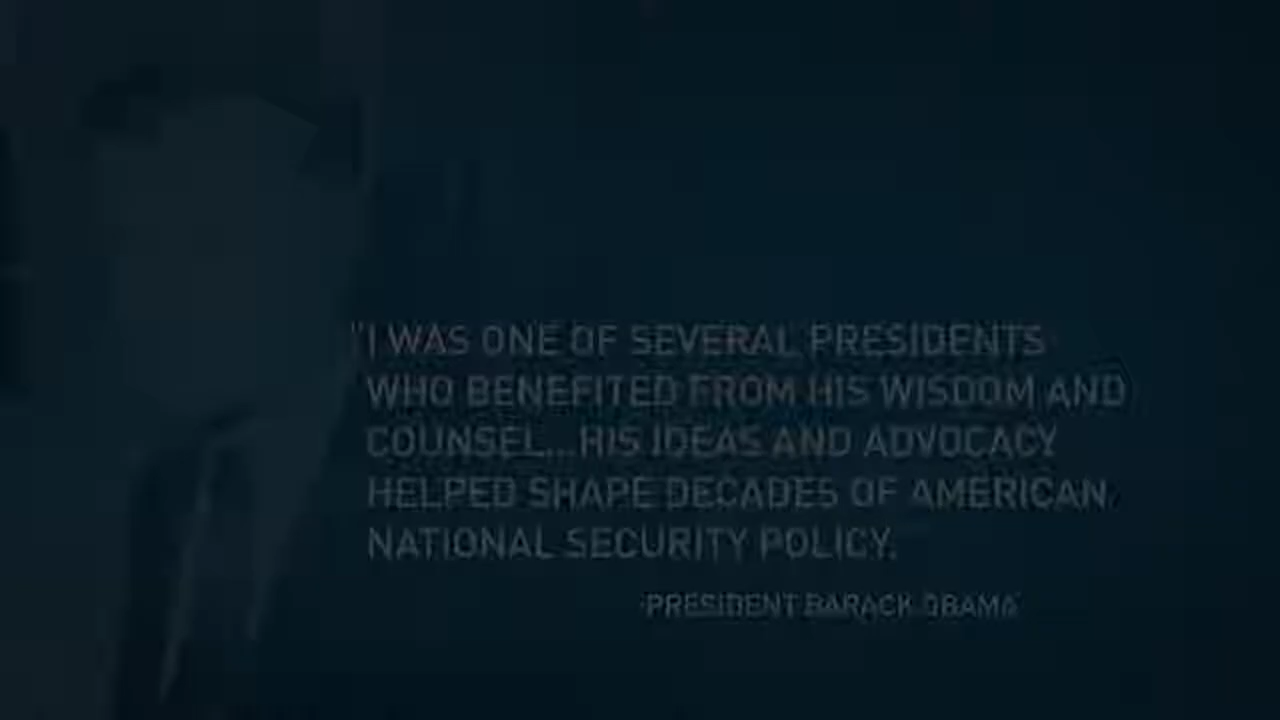 "I WAS ONE OF SEVERAL PRESIDENTS
WHO BENEFITED FROM HIS WISDOM AND
COUNSEL...HIS IDEAS AND ADVOCACY
HELPED SHAPE DECADES OF AMERICAN
NATIONAL SECURITY POLICY.
-PRESIDENT BARACK OBAMA